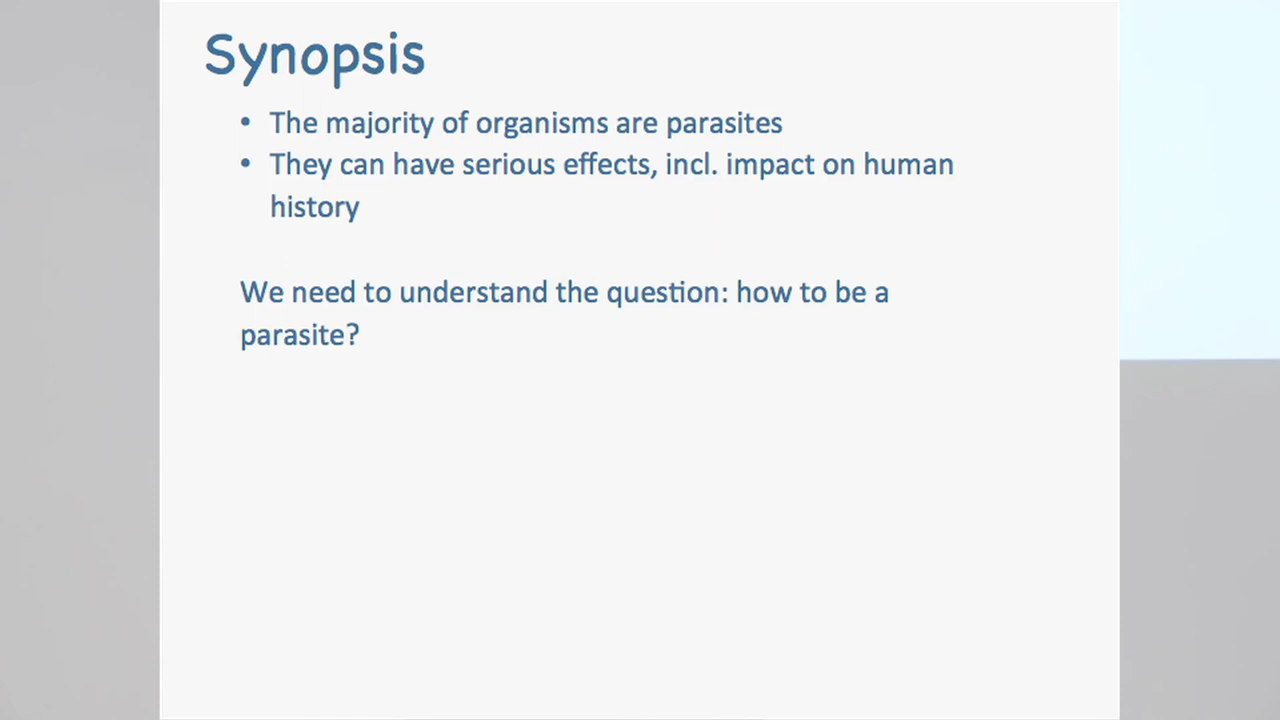 Synopsis
• The majority of organisms are parasites
• They can have serious effects, incl. impact on human
history
We need to understand the question: how to be a
parasite?